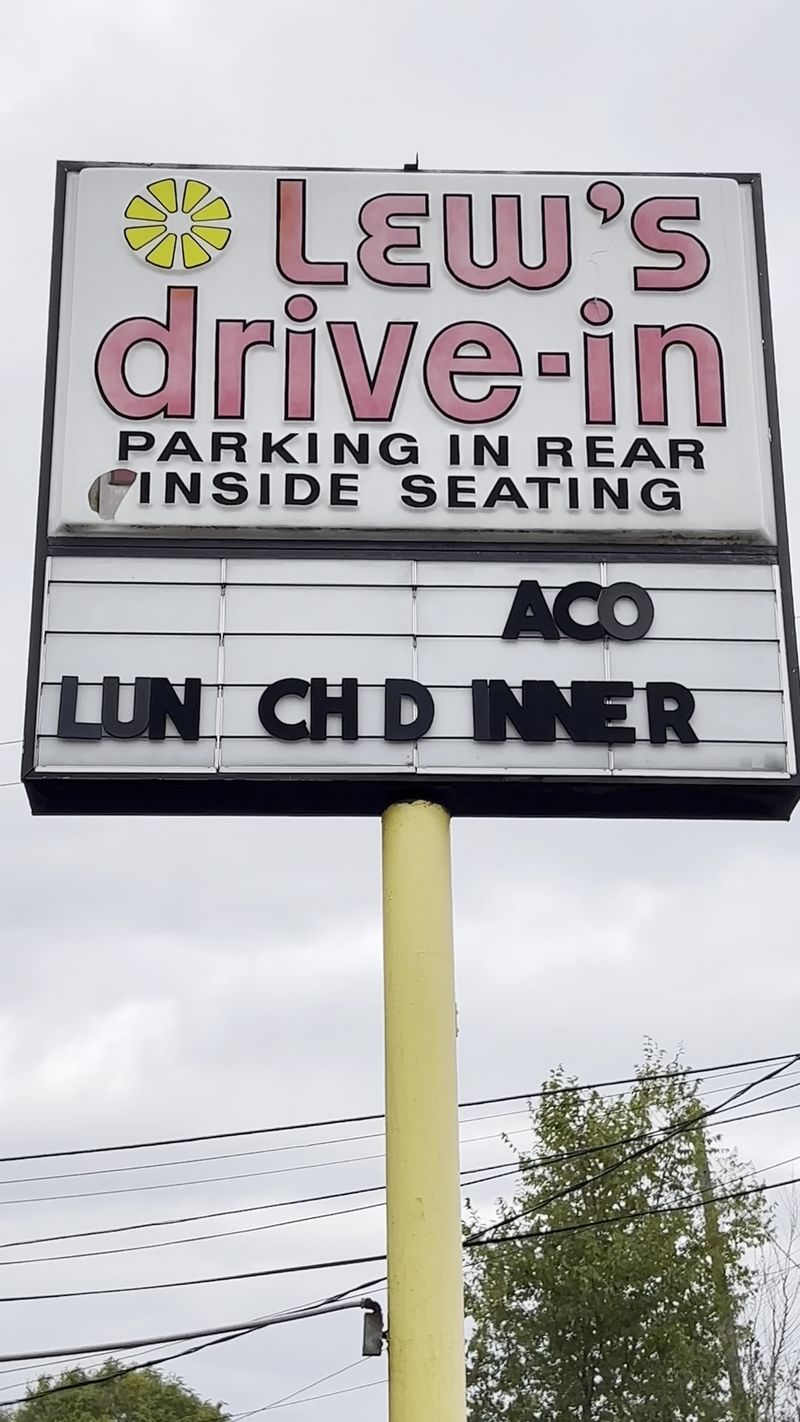 LEW'S
drive-in
PARKING IN REAR
INSIDE SEATING
ACO
LUN CH D INNER